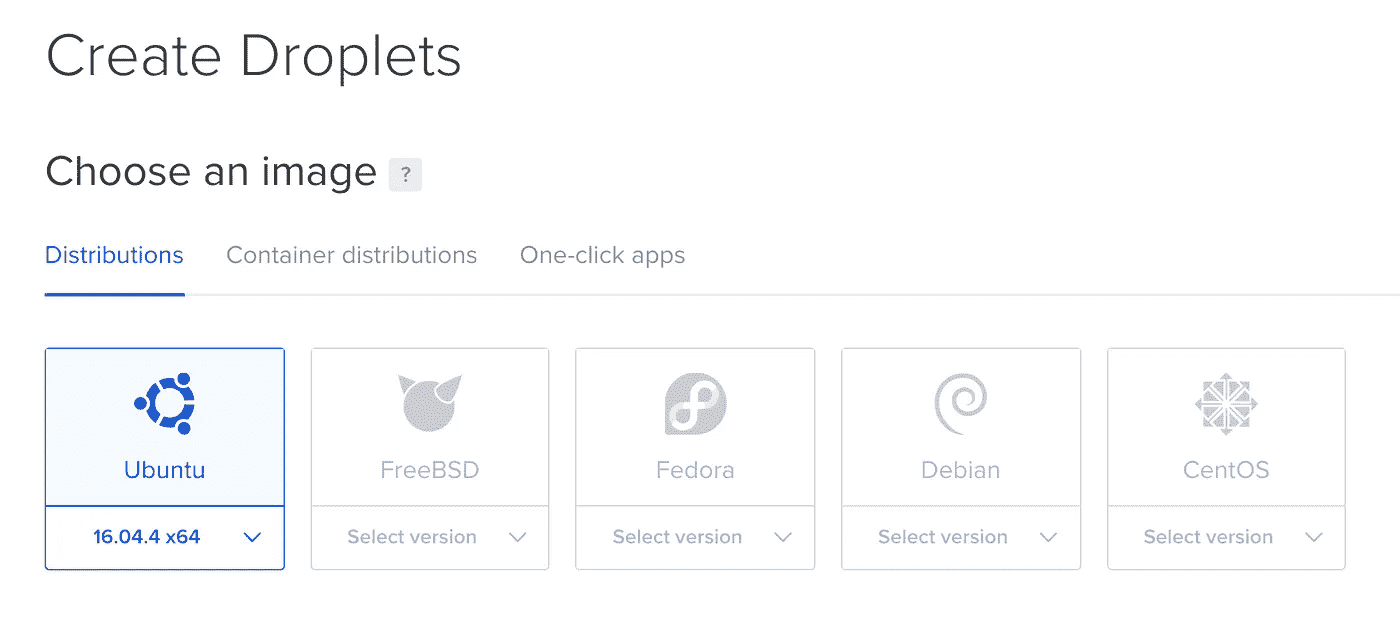 Create Droplets
Choose an image ?
Distributions Container distributions One-click apps
Ubuntu FreeBSD Fedora Debian CentOS
16.04.4 x64 Select version Select version Select version Select version